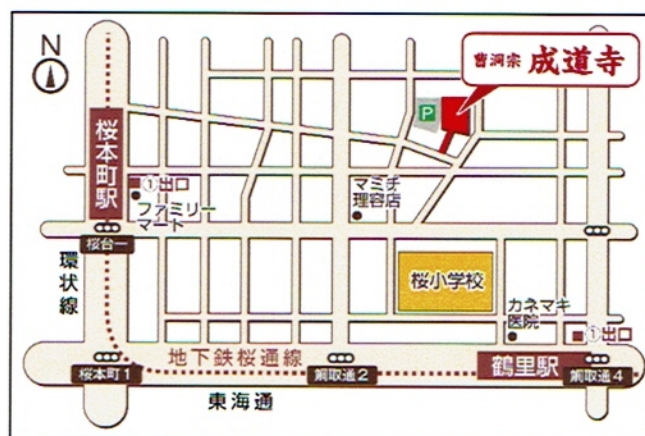 N
曹洞宗 成道寺
P
桜本町駅
①出口
ファミリー
マート
マミチ
理容店
桜台一
環状線
桜小学校
カネマキ
医院
①出口
地下鉄桜通線
鶴里駅
桜本町1
鯛取通2
鯛取通4
東海通